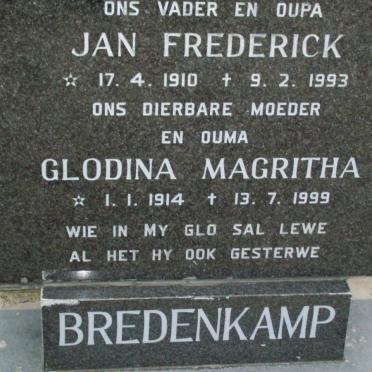 ONS VADER EN OUPA
JAN FREDERICK
☆ 17. 4. 1910 † 9. 2. 1993
ONS DIERBARE MOEDER
EN OUMA
GLODINA MAGRITHA
☆ 1. 1. 1914 † 13. 7. 1999
WIE IN MY GLO SAL LEWE
AL HET HY OOK GESTERWE
BREDENKAMP